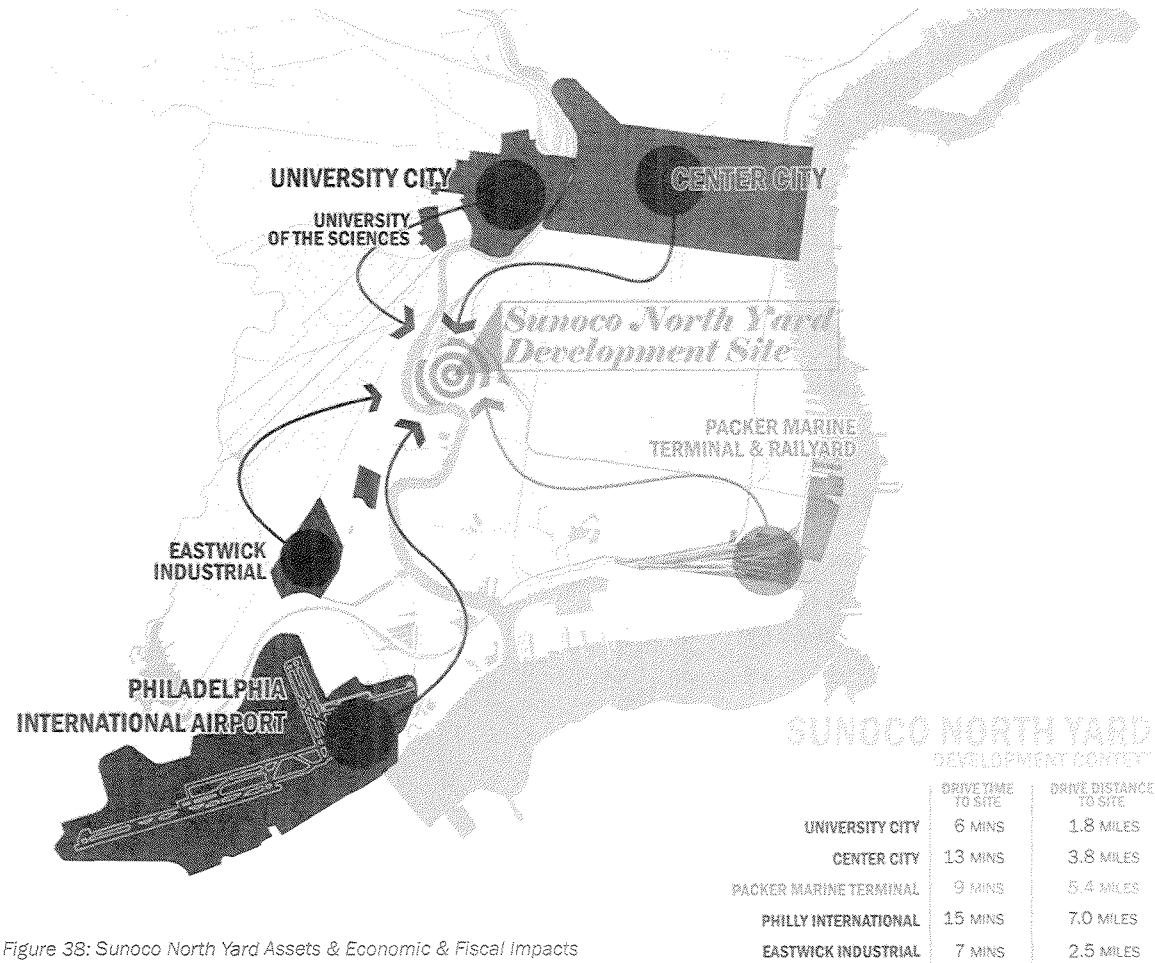 UNIVERSITY CITY
CENTER CITY
UNIVERSITY
OF THE SCIENCES
Sunoco North Yard
Development Site
PACKER MARINE
TERMINAL & RAILYARD
EASTWICK
INDUSTRIAL
PHILADELPHIA
INTERNATIONAL AIRPORT
SUNOCO NORTH YARD
DEVELOPMENT CONTEXT
DRIVE TIME TO SITE DRIVE DISTANCE TO SITE
UNIVERSITY CITY 6 MINS 1.8 MILES
CENTER CITY 13 MINS 3.8 MILES
PACKER MARINE TERMINAL 9 MINS 5.4 MILES
PHILLY INTERNATIONAL 15 MINS 7.0 MILES
EASTWICK INDUSTRIAL 7 MINS 2.5 MILES
Figure 38: Sunoco North Yard Assets & Economic & Fiscal Impacts